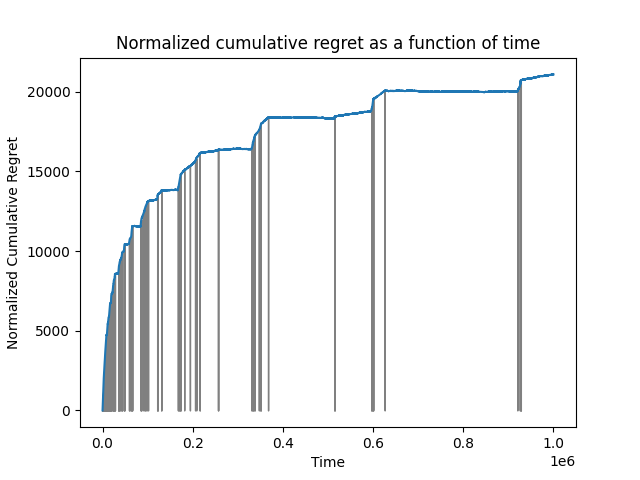 Normalized cumulative regret as a function of time
Normalized Cumulative Regret
20000
15000
10000
5000
0
0.0 0.2 0.4 0.6 0.8 1.0
1e6
Time